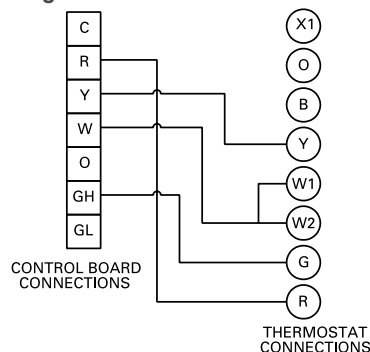 C
R
Y
W
O
GH
GL
CONTROL BOARD
CONNECTIONS
X1
O
B
Y
W1
W2
G
R
THERMOSTAT
CONNECTIONS